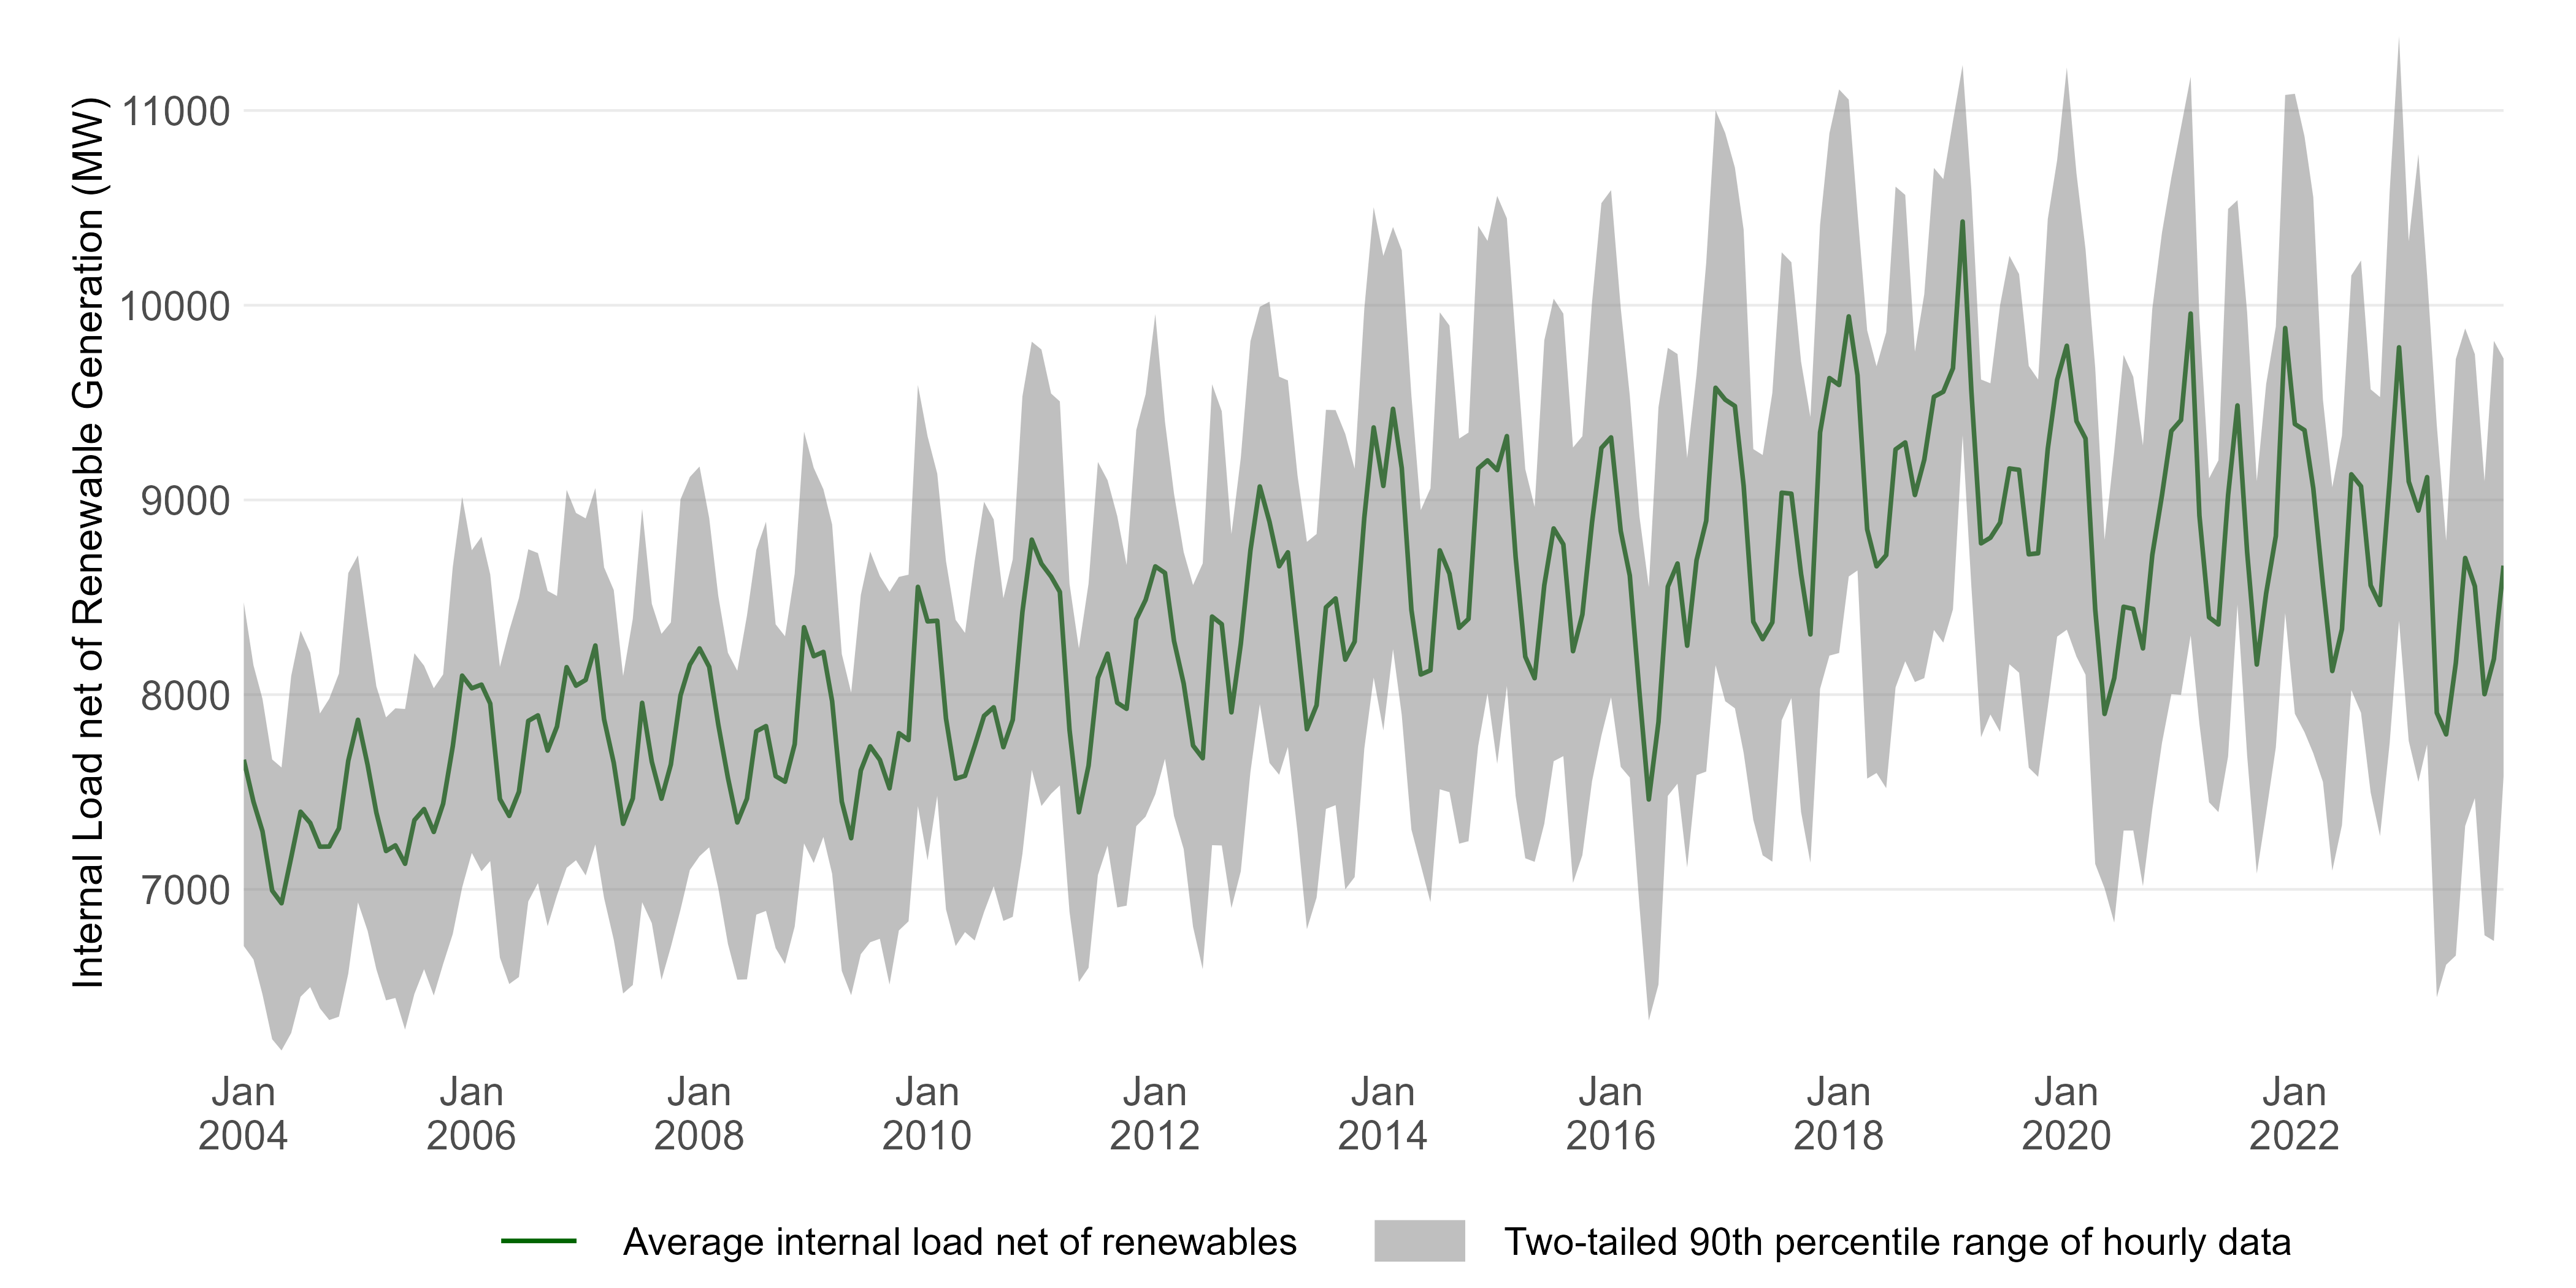 Internal Load net of Renewable Generation (MW)
11000
10000
9000
8000
7000
Jan Jan Jan Jan Jan Jan Jan Jan Jan Jan
2004 2006 2008 2010 2012 2014 2016 2018 2020 2022
Average internal load net of renewables Two-tailed 90th percentile range of hourly data